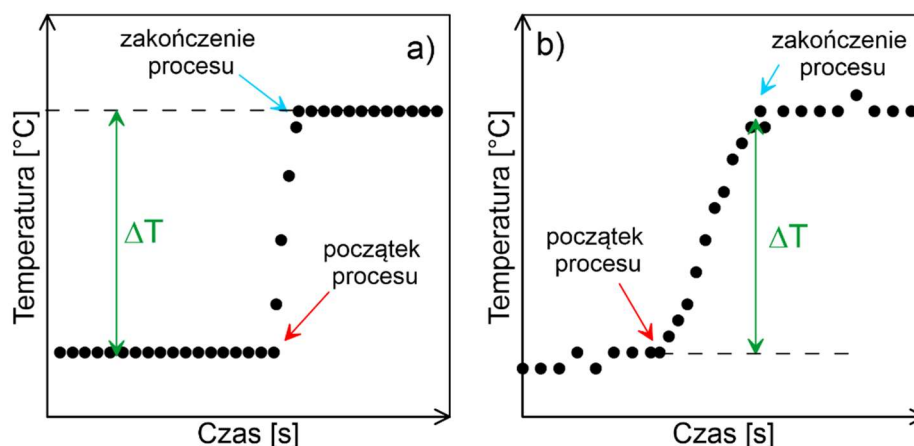 zakończenie
procesu
a)
Temperatura [°C]
ΔT
początek
procesu
Czas [s]
b)
zakończenie
procesu
Temperatura [°C]
początek
procesu
ΔT
Czas [s]